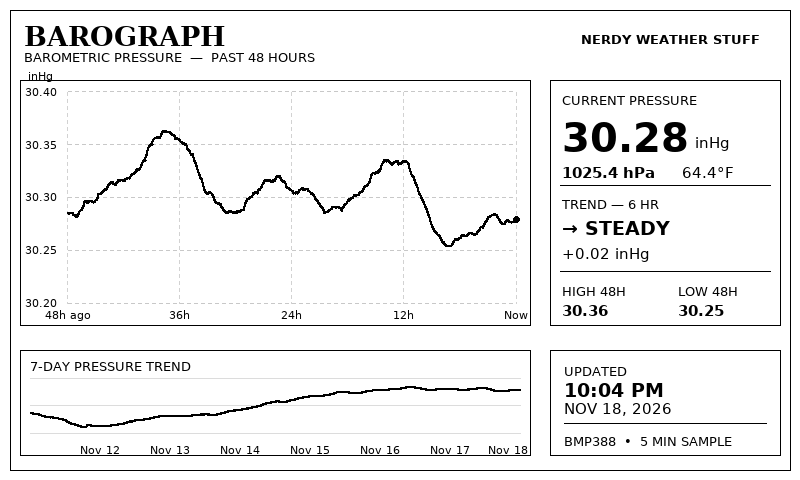 BAROGRAPH
BAROMETRIC PRESSURE — PAST 48 HOURS
NERDY WEATHER STUFF
inHg
30.40
30.35
30.30
30.25
30.20
48h ago 36h 24h 12h Now
CURRENT PRESSURE
30.28 inHg
1025.4 hPa 64.4°F
TREND — 6 HR
→ STEADY
+0.02 inHg
HIGH 48H LOW 48H
30.36 30.25
7-DAY PRESSURE TREND
Nov 12 Nov 13 Nov 14 Nov 15 Nov 16 Nov 17 Nov 18
UPDATED
10:04 PM
NOV 18, 2026
BMP388 • 5 MIN SAMPLE